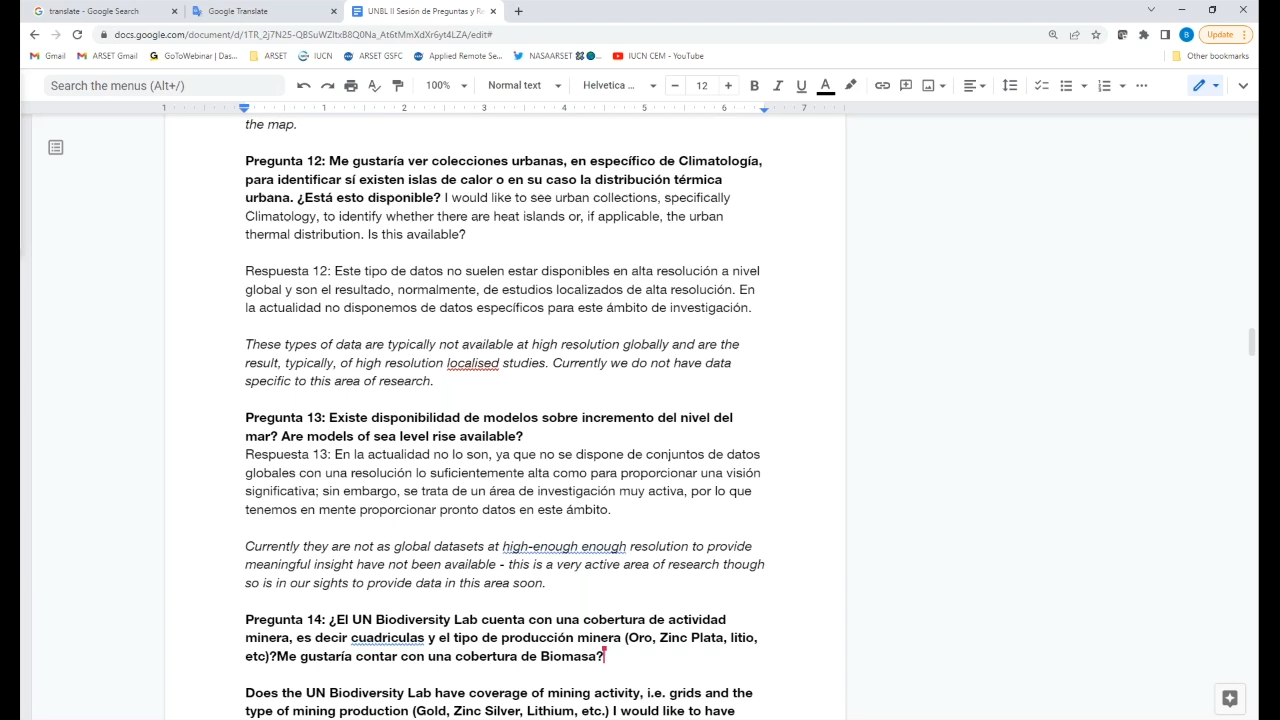 translate - Google Search
Google Translate
UNBL II Sesión de Preguntas y Re
docs.google.com/document/d/1TR_2j7N25-QBSuWZItxB8Q0Na_At6tMmXdXr6yt4LZA/edit#
Update
Gmail
ARSET Gmail
GoToWebinar | Das...
ARSET
IUCN
ARSET GSFC
Applied Remote Se...
NASAARSET
IUCN CEM - YouTube
Other bookmarks
Search the menus (Alt+/)
100%
Normal text
Helvetica ...
12
1 1 2 3 4 5 6 7
the map.
Pregunta 12: Me gustaría ver colecciones urbanas, en específico de Climatología,
para identificar sí existen islas de calor o en su caso la distribución térmica
urbana. ¿Está esto disponible? I would like to see urban collections, specifically
Climatology, to identify whether there are heat islands or, if applicable, the urban
thermal distribution. Is this available?
Respuesta 12: Este tipo de datos no suelen estar disponibles en alta resolución a nivel
global y son el resultado, normalmente, de estudios localizados de alta resolución. En
la actualidad no disponemos de datos específicos para este ámbito de investigación.
These types of data are typically not available at high resolution globally and are the
result, typically, of high resolution localised studies. Currently we do not have data
specific to this area of research.
Pregunta 13: Existe disponibilidad de modelos sobre incremento del nivel del
mar? Are models of sea level rise available?
Respuesta 13: En la actualidad no lo son, ya que no se dispone de conjuntos de datos
globales con una resolución lo suficientemente alta como para proporcionar una visión
significativa; sin embargo, se trata de un área de investigación muy activa, por lo que
tenemos en mente proporcionar pronto datos en este ámbito.
Currently they are not as global datasets at high-enough enough resolution to provide
meaningful insight have not been available - this is a very active area of research though
so is in our sights to provide data in this area soon.
Pregunta 14: ¿El UN Biodiversity Lab cuenta con una cobertura de actividad
minera, es decir cuadriculas y el tipo de producción minera (Oro, Zinc Plata, litio,
etc)?Me gustaría contar con una cobertura de Biomasa?
Does the UN Biodiversity Lab have coverage of mining activity, i.e. grids and the
type of mining production (Gold, Zinc Silver, Lithium, etc.) I would like to have